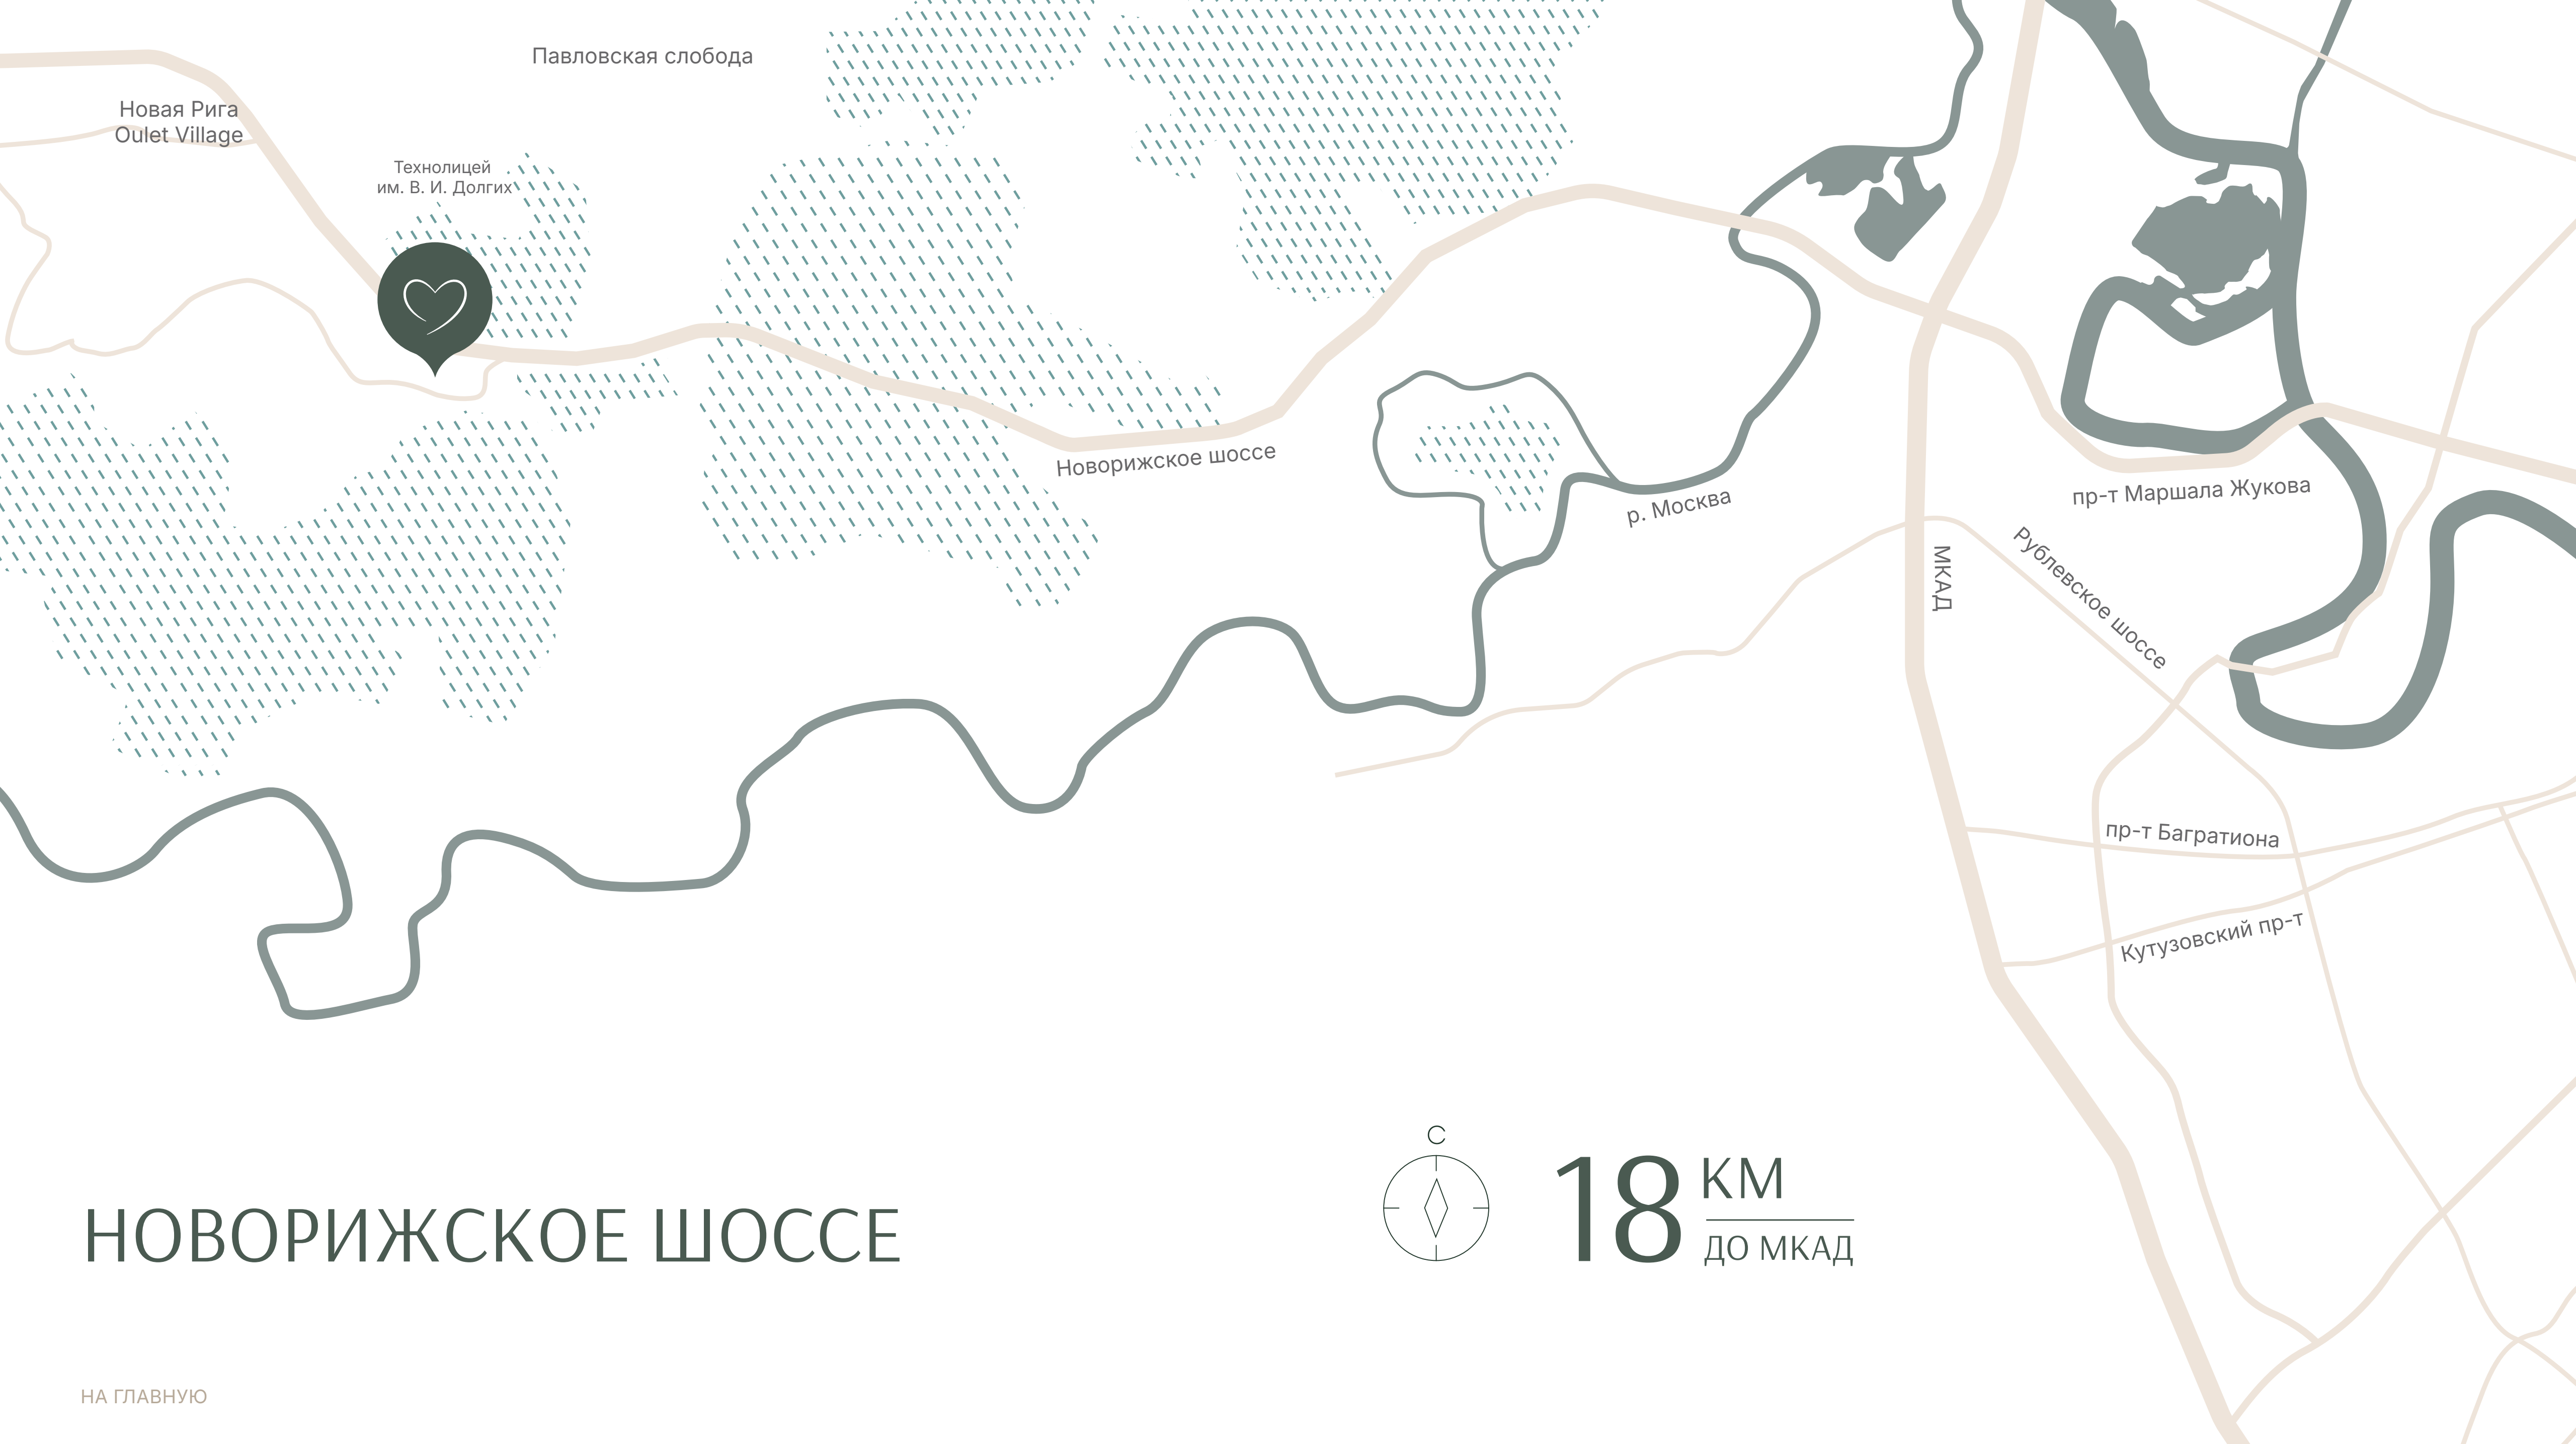 Павловская слобода
Новая Рига
Oulet Village
Технолицей
им. В. И. Долгих
Новорижское шоссе
р. Москва
пр-т Маршала Жукова
МКАД
Рублевское шоссе
пр-т Багратиона
Кутузовский пр-т
С
18 КМ
ДО МКАД
НОВОРИЖСКОЕ ШОССЕ
НА ГЛАВНУЮ